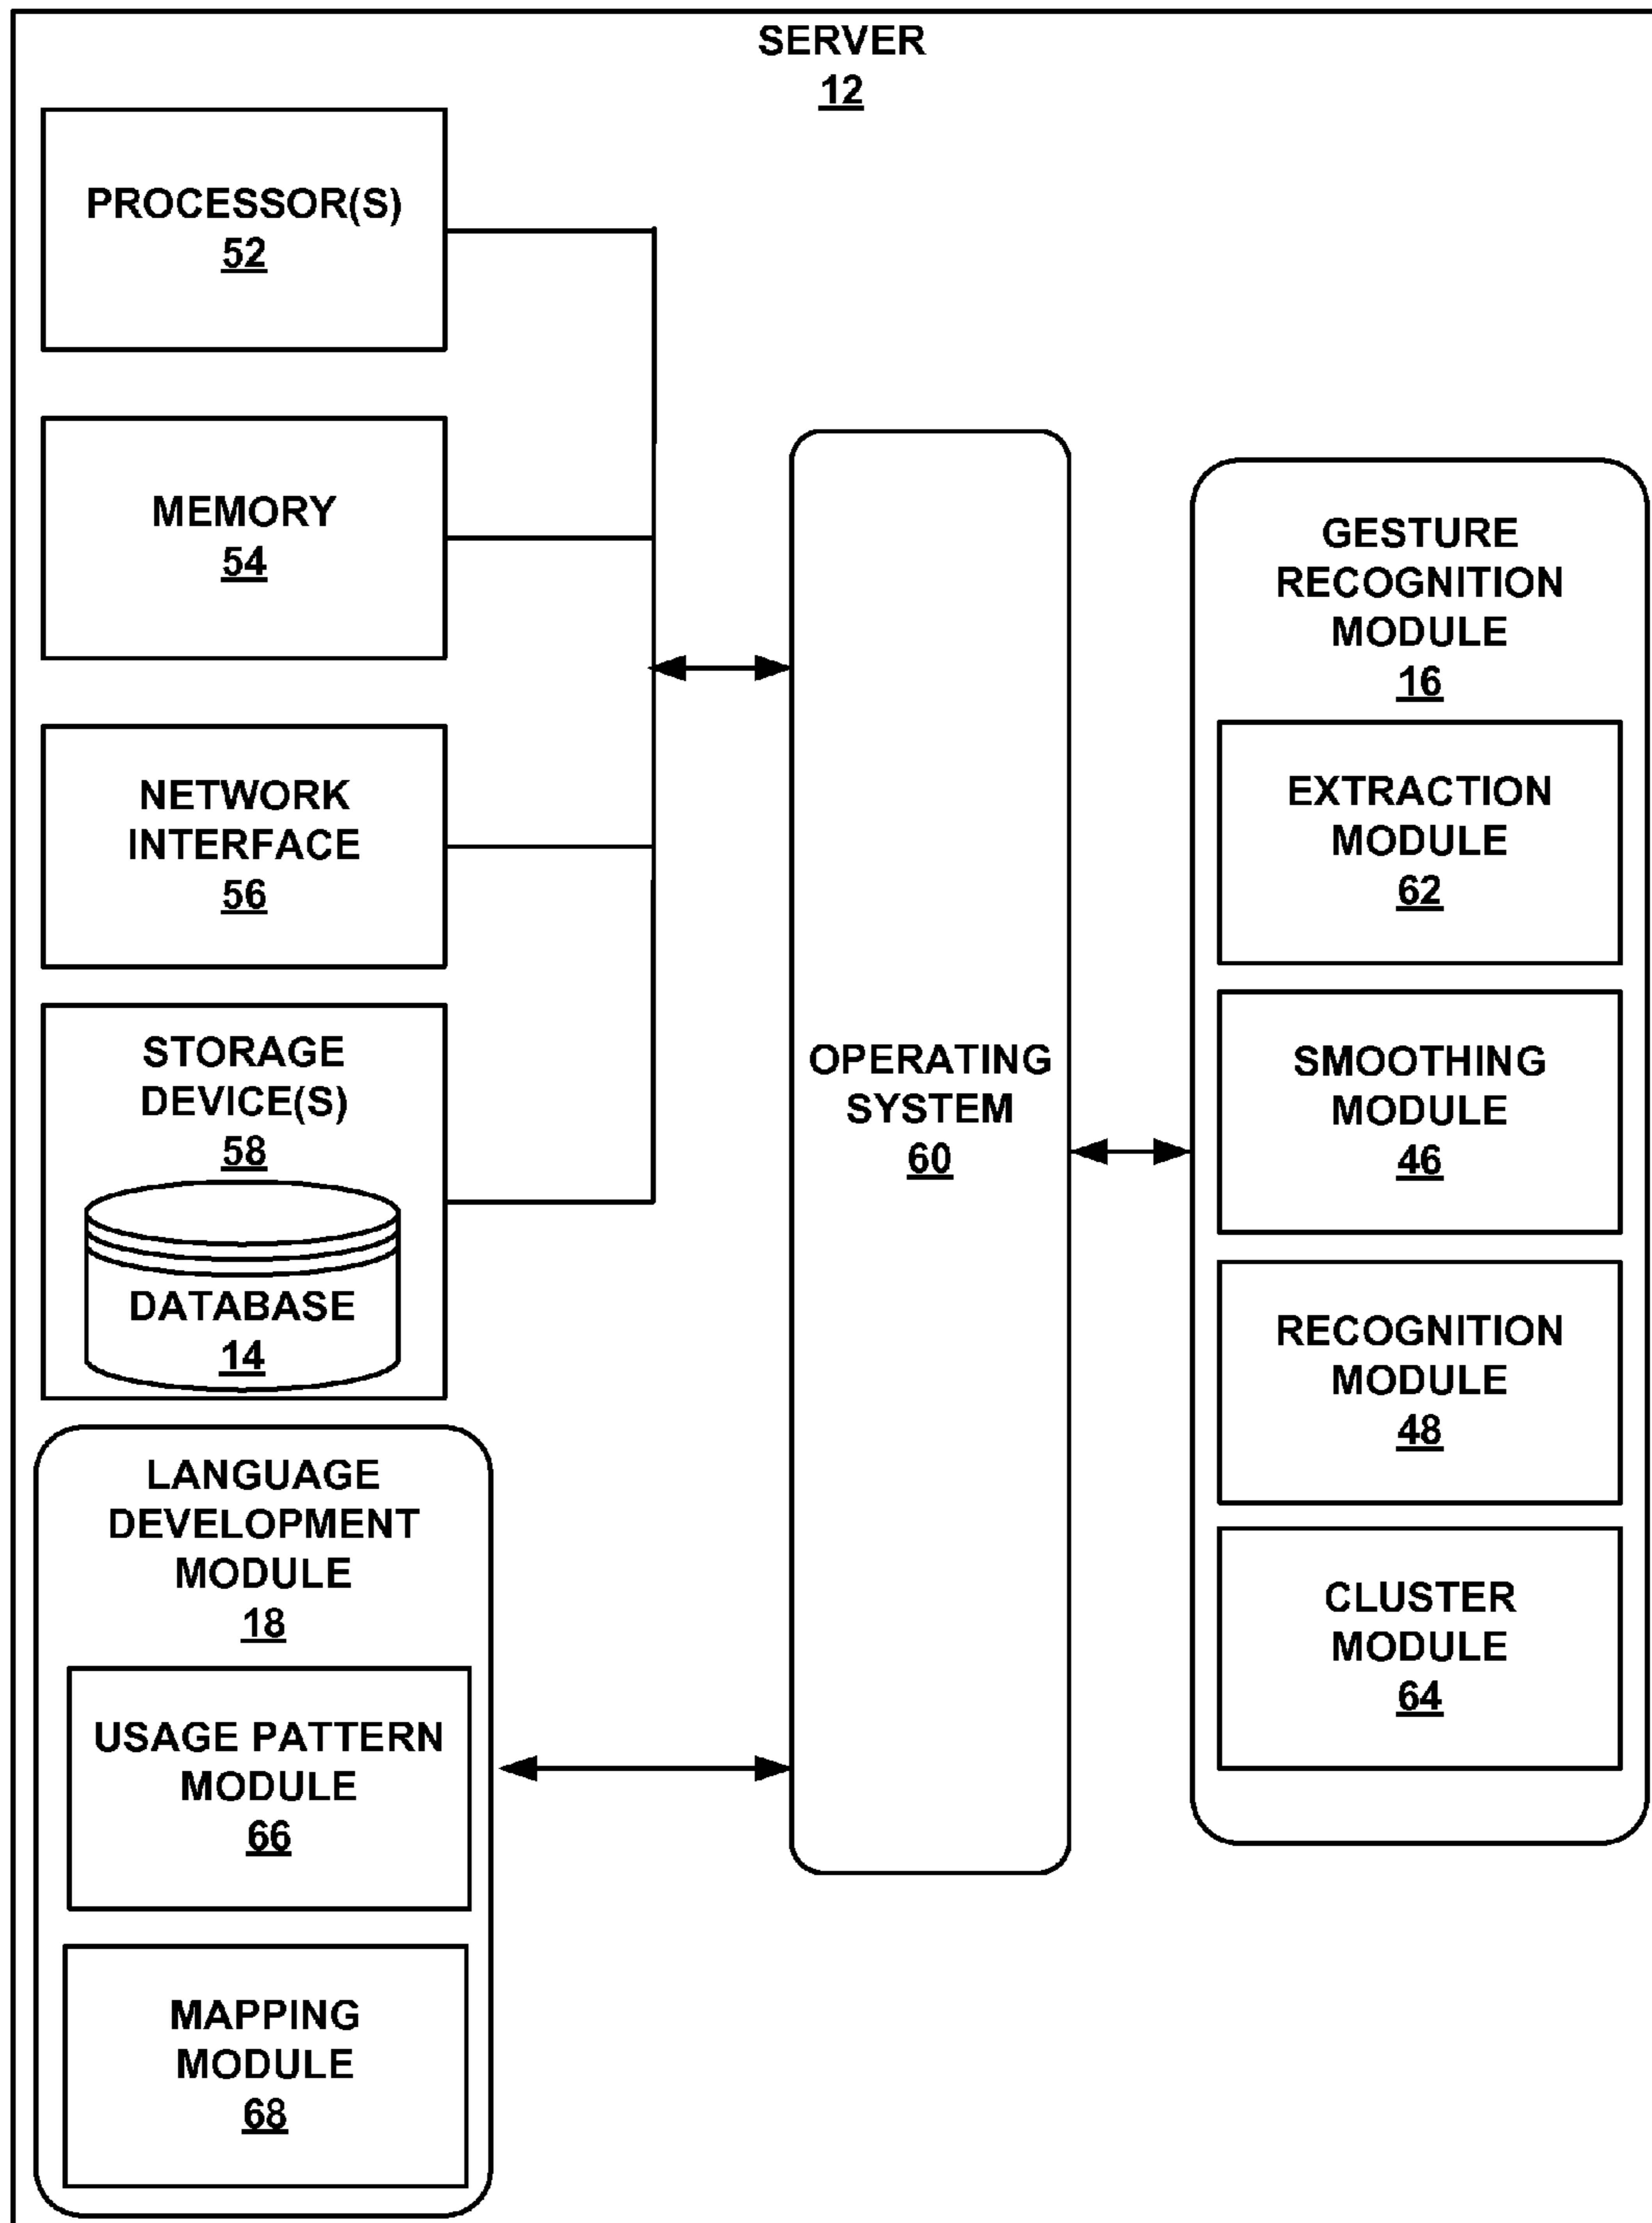 SERVER
12
PROCESSOR(S)
52
MEMORY
54
NETWORK
INTERFACE
56
STORAGE
DEVICE(S)
58
DATABASE
14
LANGUAGE
DEVELOPMENT
MODULE
18
USAGE PATTERN
MODULE
66
MAPPING
MODULE
68
OPERATING
SYSTEM
60
GESTURE
RECOGNITION
MODULE
16
EXTRACTION
MODULE
62
SMOOTHING
MODULE
46
RECOGNITION
MODULE
48
CLUSTER
MODULE
64